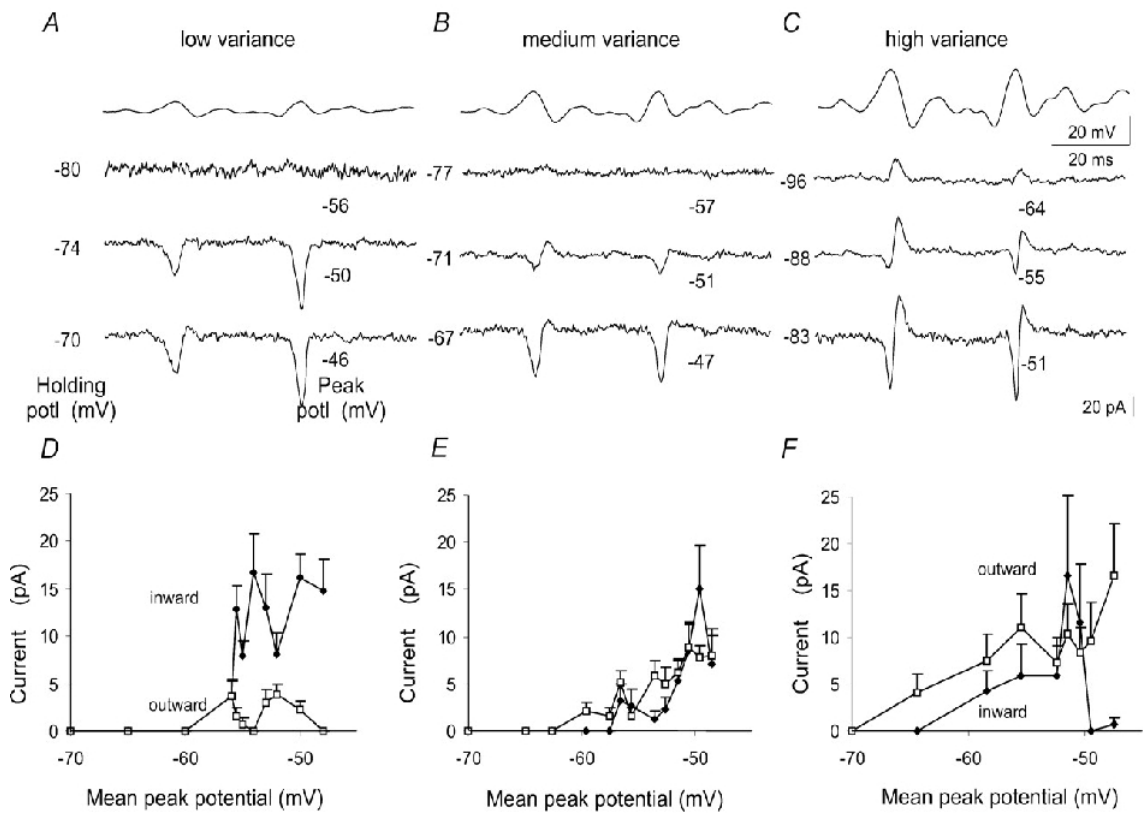 A
low variance
B
medium variance
C
high variance
20 mV
20 ms
-80
-56
-74
-50
-70
-46
Holding
potl (mV)
Peak
potl (mV)
-77
-57
-71
-51
-67
-47
-96
-64
-88
-55
-83
-51
20 pA
D
25
20
15
10
5
0
Current (pA)
inward
outward
-70
-60
-50
Mean peak potential (mV)
E
25
20
15
10
5
0
Current (pA)
-70
-60
-50
Mean peak potential (mV)
F
25
20
15
10
5
0
Current (pA)
outward
inward
-70
-60
-50
Mean peak potential (mV)